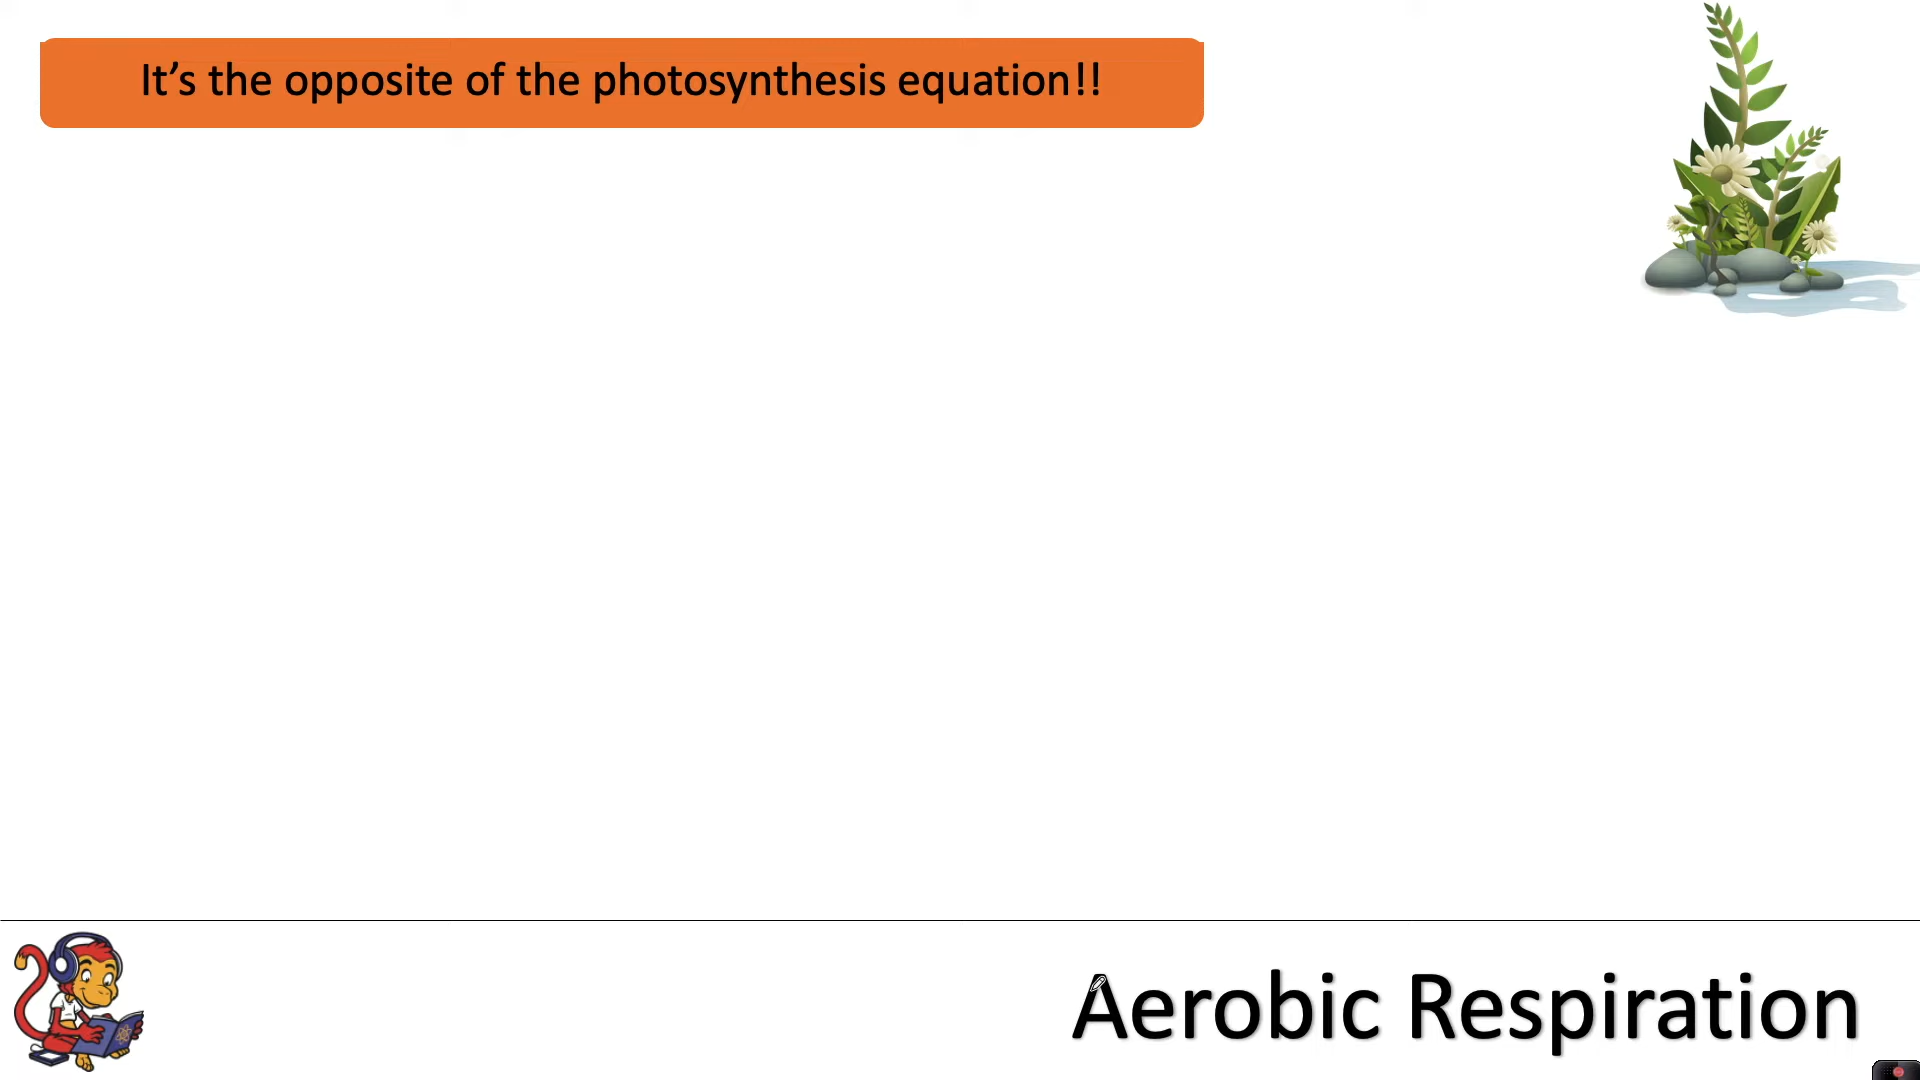 It’s the opposite of the photosynthesis equation!!
Aerobic Respiration